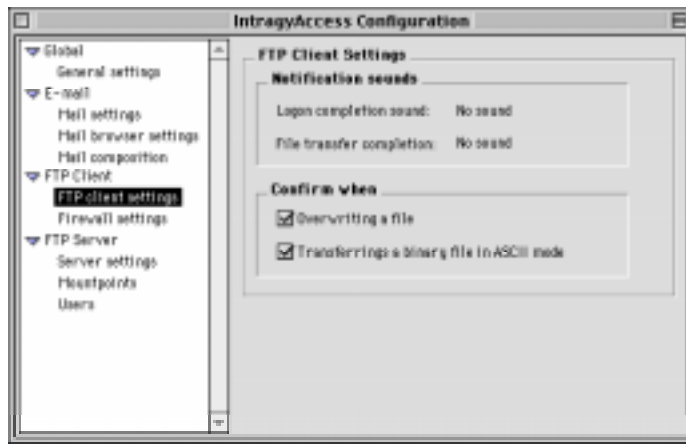 IntragyAccess Configuration
Global
General settings
E-mail
Mail settings
Mail browser settings
Mail composition
FTP Client
FTP client settings
Firewall settings
FTP Server
Server settings
Mountpoints
Users
FTP Client Settings
Notification sounds
Logon completion sound: No sound
File transfer completion: No sound
Confirm when
Overwriting a file
Transferring a binary file in ASCII mode